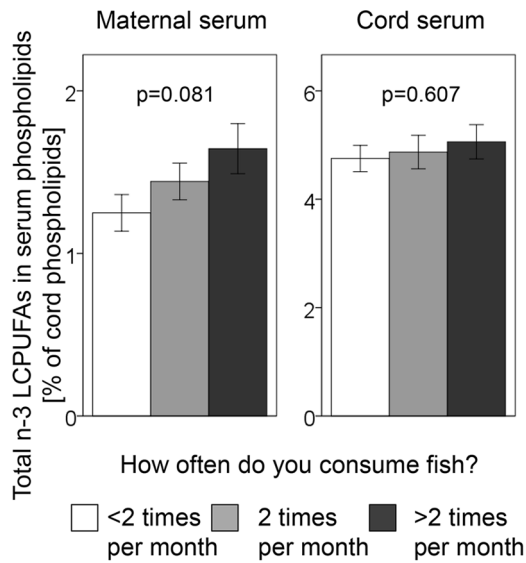 Maternal serum
Cord serum
Total n-3 LCPUFAs in serum phospholipids
[% of cord phospholipids]
2
1
0
p=0.081
6
4
2
0
p=0.607
How often do you consume fish?
<2 times
per month
2 times
per month
>2 times
per month